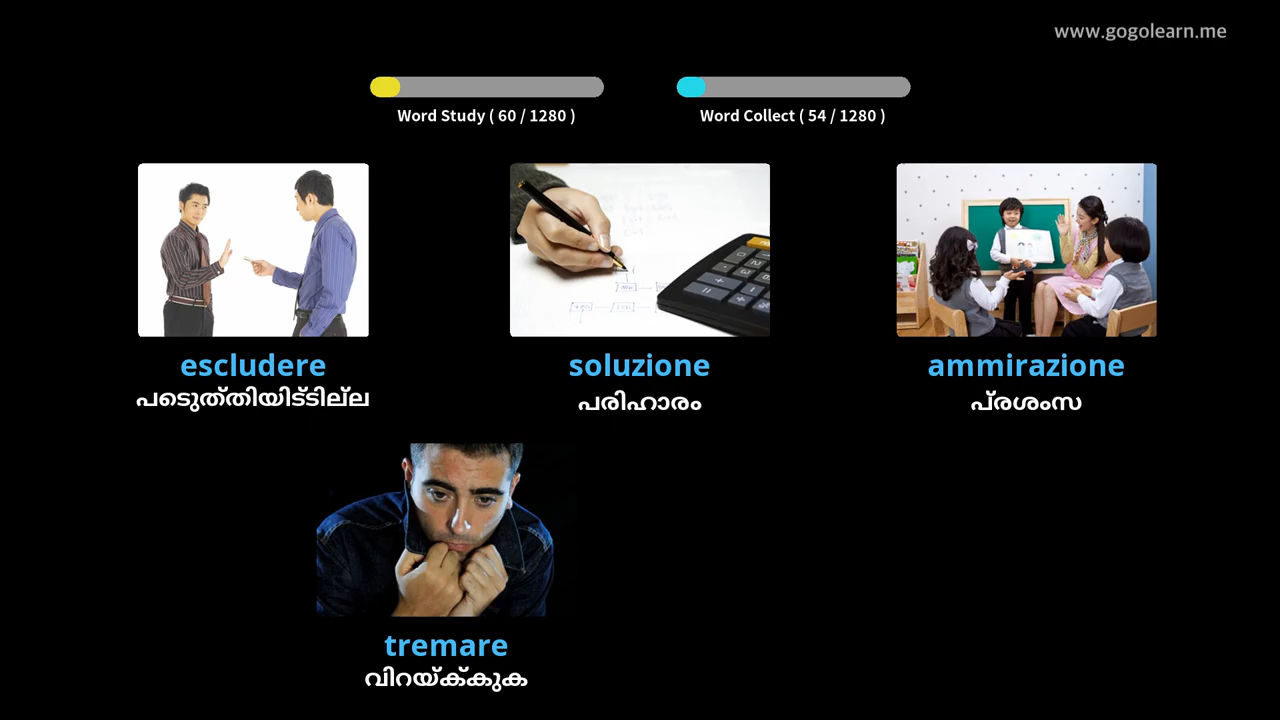 www.gogolearn.me
Word Study ( 60 / 1280 )
Word Collect ( 54 / 1280 )
escludere
പടെുത്തിയിട്ടില്ല
soluzione
പരിഹാരം
ammirazione
പ്രശംസ
tremare
വിറയ്ക്കുക